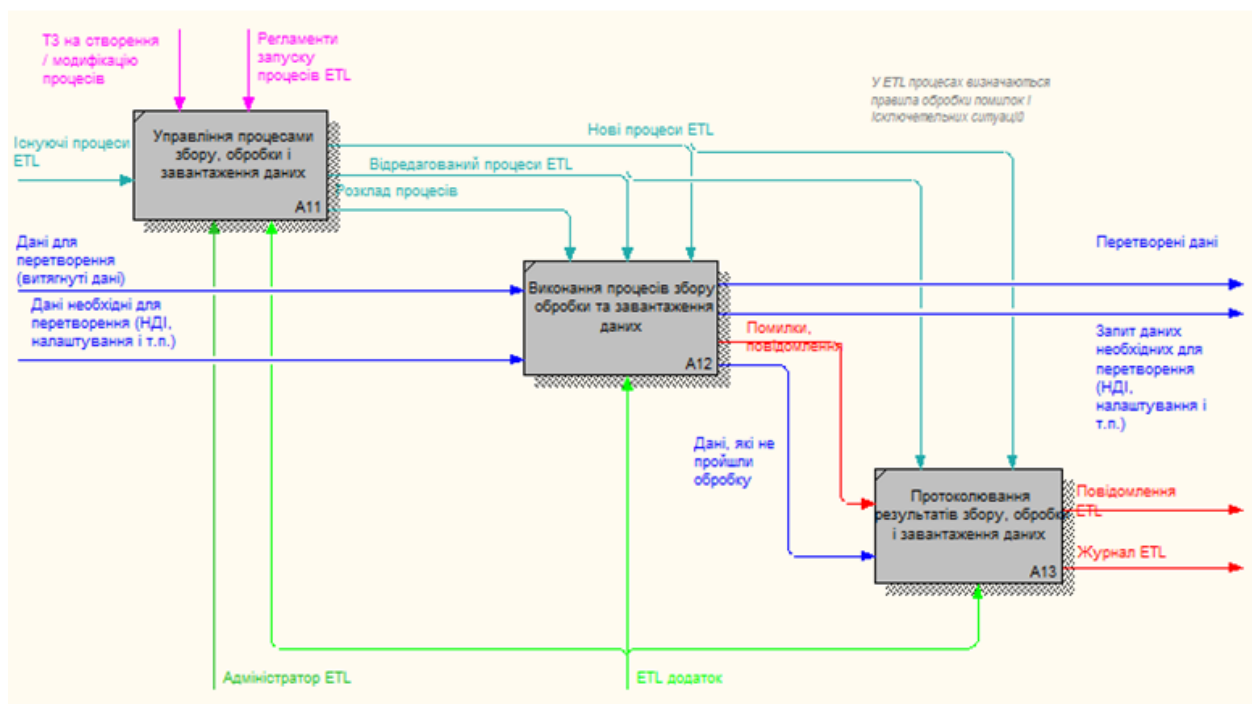 ТЗ на створення
/ модифікацію
процесів
Регламенти
запуску
процесів ETL
У ETL процесах визначаються
правила обробки помилок і
ісключетельних ситуацій
Існуючі процеси
ETL
Управління процесами
збору, обробки і
завантаження даних
A11
Нові процеси ETL
Відредагований процеси ETL
Розклад процесів
Дані для
перетворення
(витягнуті дані)
Дані необхідні для
перетворення (НДІ,
налаштування і т.п.)
Виконання процесів збору
обробки та завантаження
даних
A12
Перетворені дані
Запит даних
необхідних для
перетворення
(НДІ,
налаштування і
т.п.)
Помилки,
повідомлення
Дані, які не
пройшли
обробку
Протоколювання
результатів збору, обробки
і завантаження даних
A13
Повідомлення
ETL
Журнал ETL
Адміністратор ETL
ETL додаток